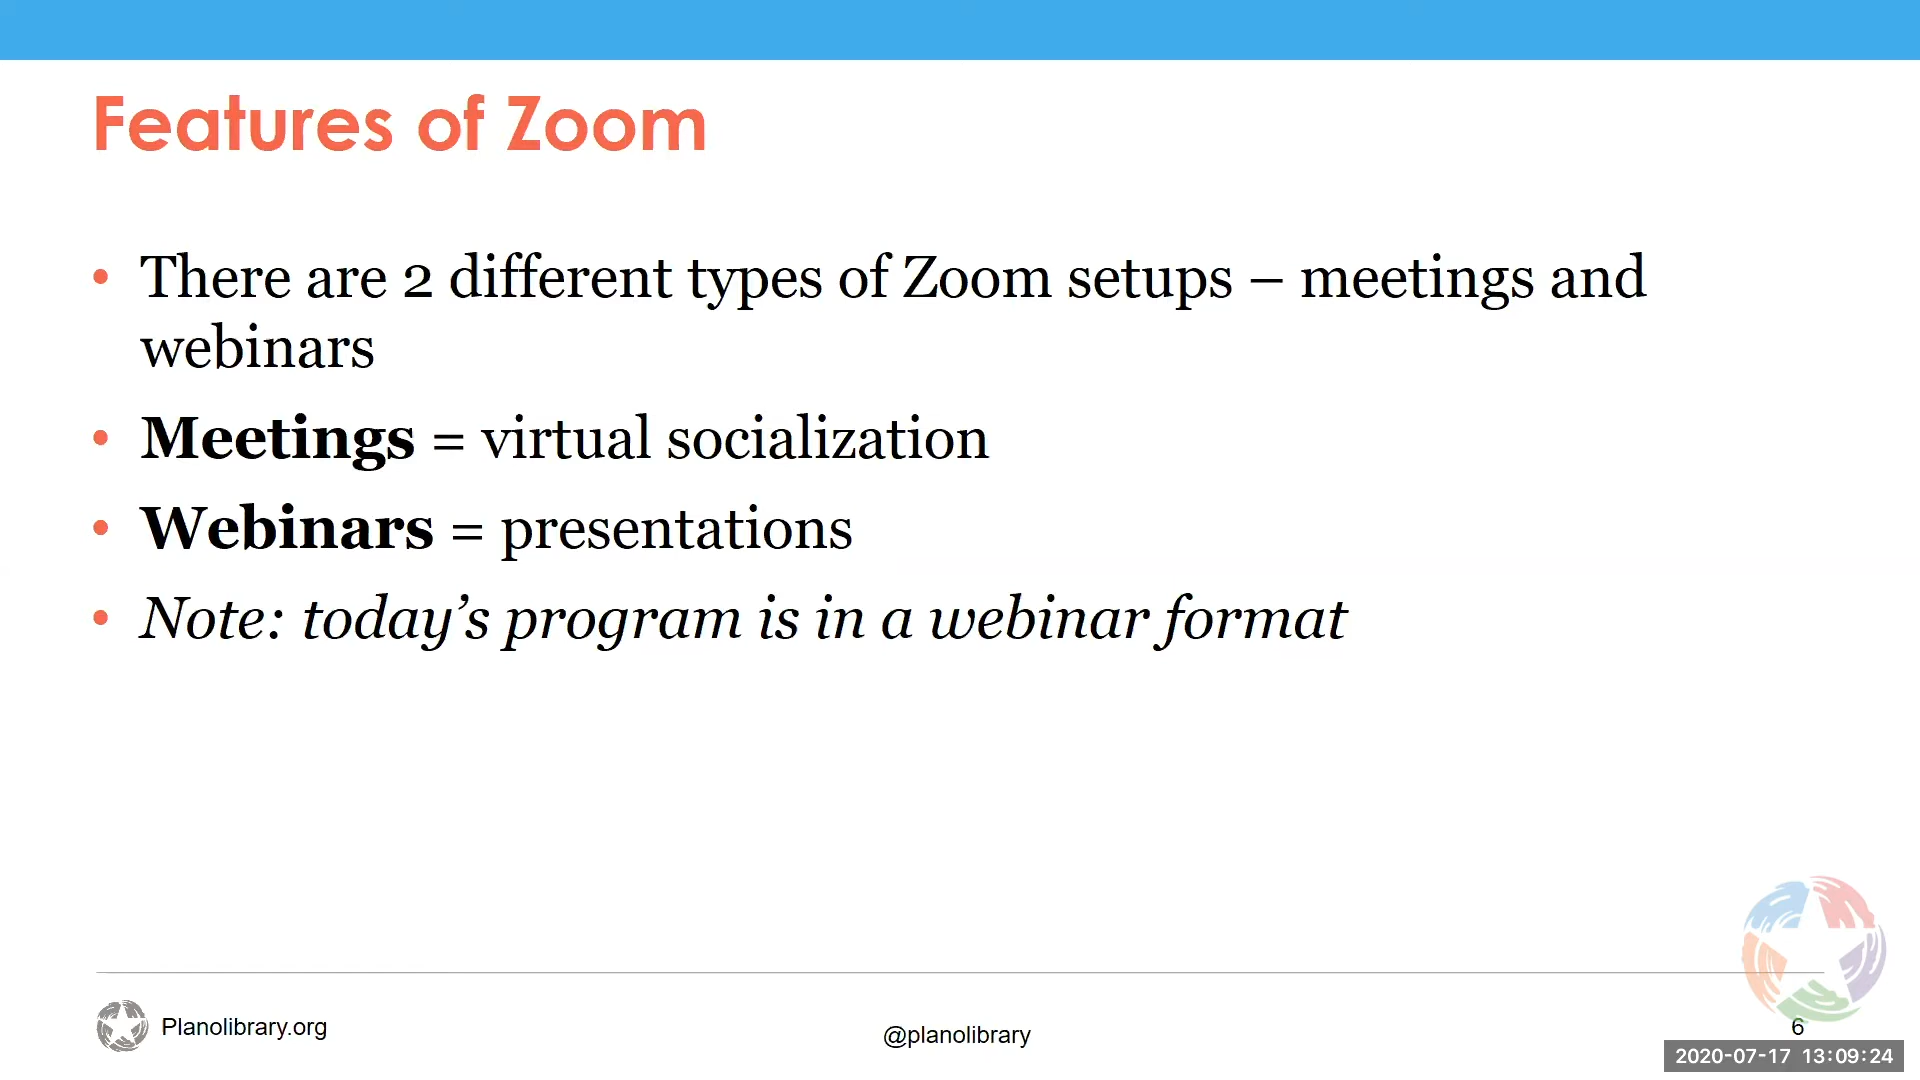 Features of Zoom
• There are 2 different types of Zoom setups – meetings and
webinars
• Meetings = virtual socialization
• Webinars = presentations
• Note: today’s program is in a webinar format
Planolibrary.org
@planolibrary
6
2020-07-17 13:09:24